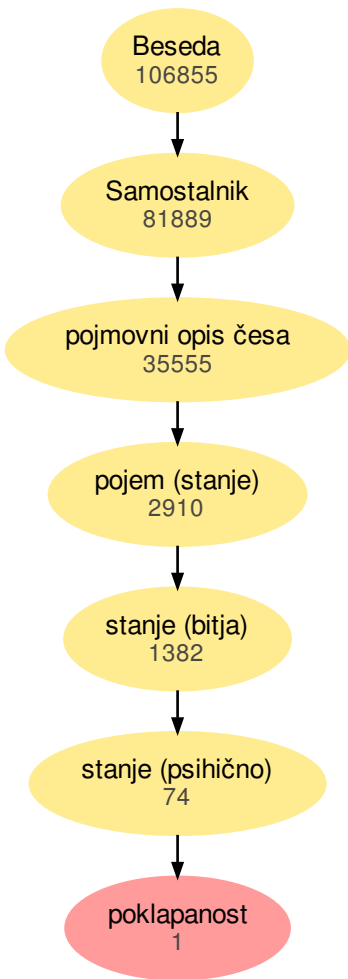 Beseda
106855
Samostalnik
81889
pojmovni opis česa
35555
pojem (stanje)
2910
stanje (bitja)
1382
stanje (psihično)
74
poklapanost
1